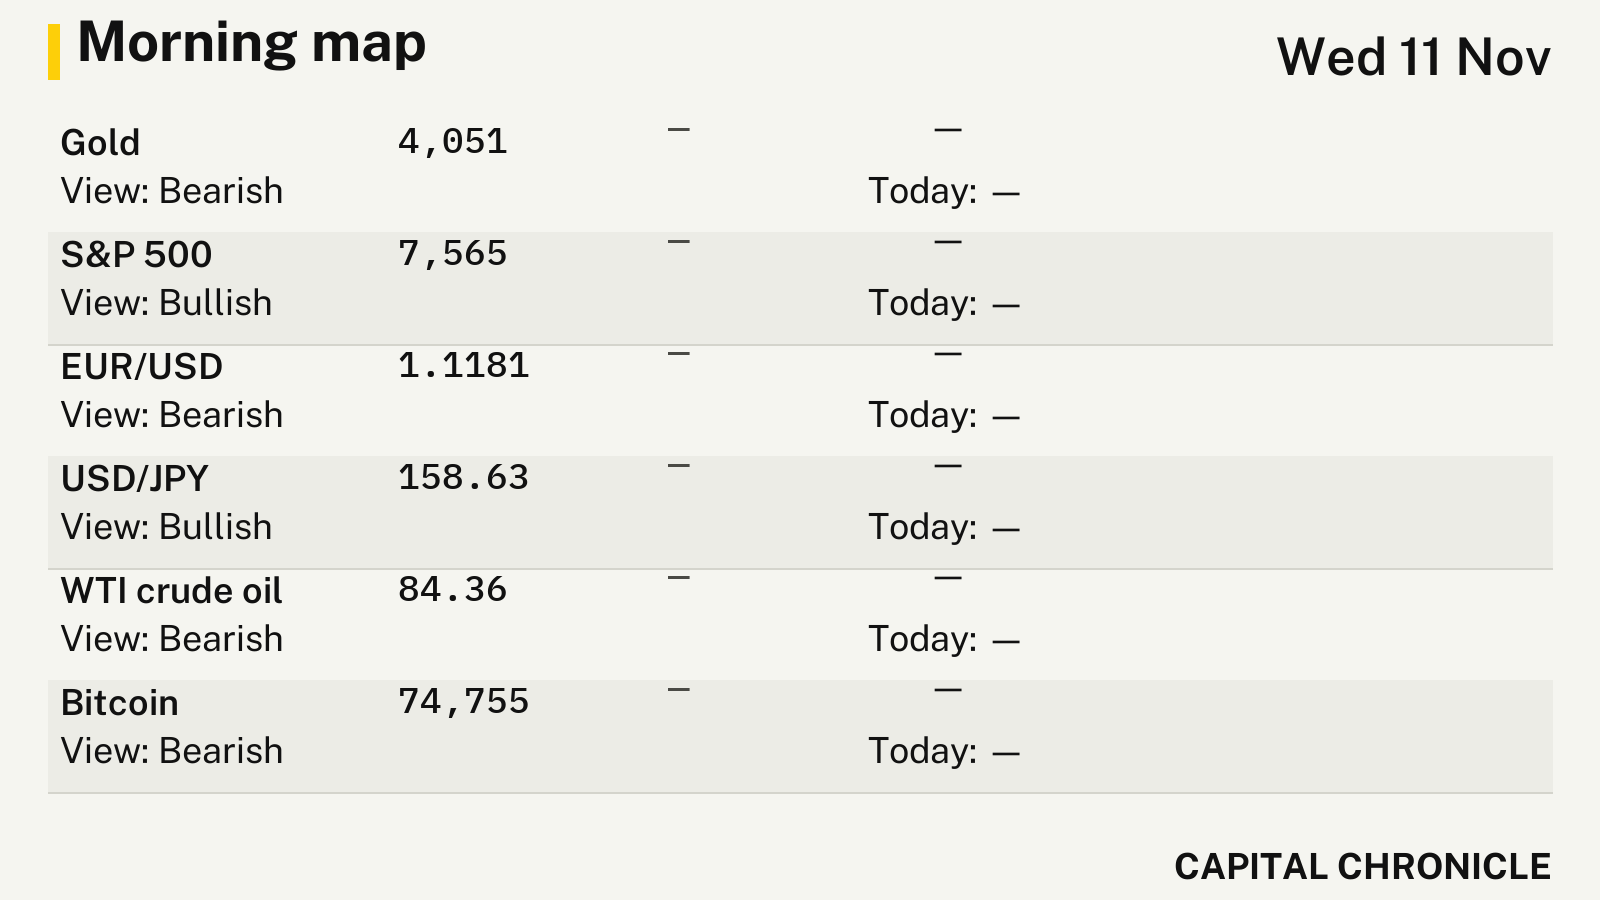 Morning map
Wed 11 Nov
Gold 4,051 — —
View: Bearish Today: —
S&P 500 7,565 — —
View: Bullish Today: —
EUR/USD 1.1181 — —
View: Bearish Today: —
USD/JPY 158.63 — —
View: Bullish Today: —
WTI crude oil 84.36 — —
View: Bearish Today: —
Bitcoin 74,755 — —
View: Bearish Today: —
CAPITAL CHRONICLE